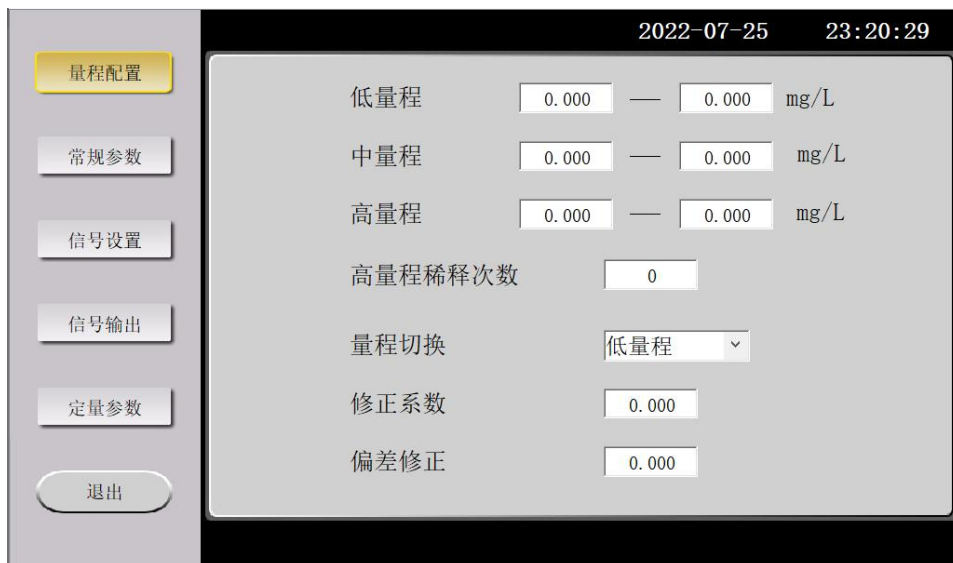 2022-07-25 23:20:29
量程配置
常规参数
信号设置
信号输出
定量参数
退出
低量程 0.000 — 0.000 mg/L
中量程 0.000 — 0.000 mg/L
高量程 0.000 — 0.000 mg/L
高量程稀释次数 0
量程切换 低量程
修正系数 0.000
偏差修正 0.000